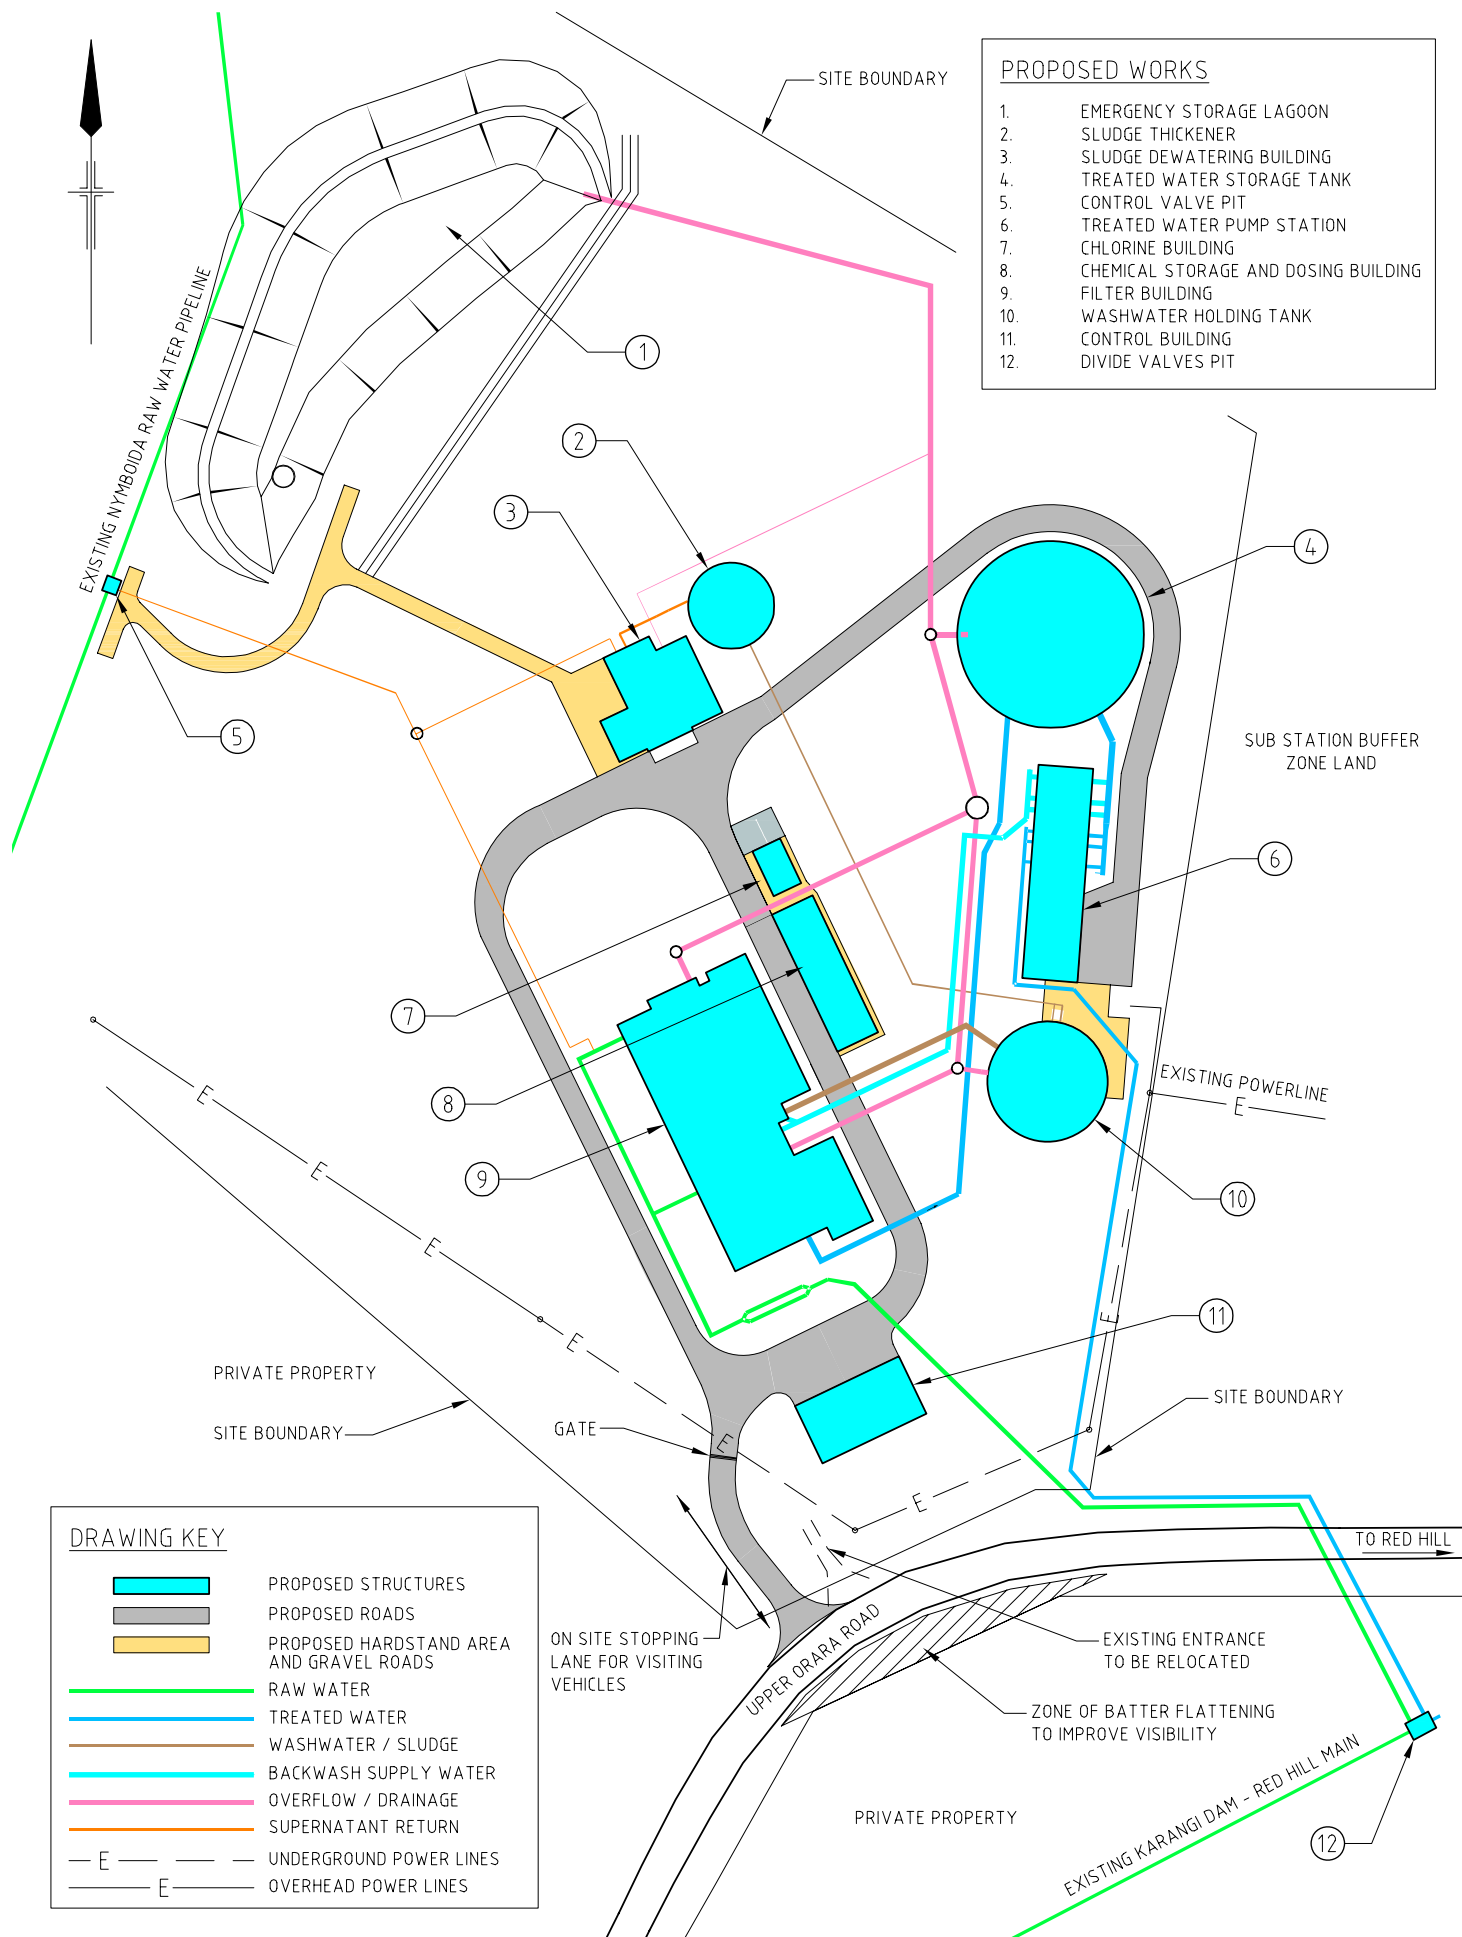 SITE BOUNDARY
PROPOSED WORKS
1. EMERGENCY STORAGE LAGOON
2. SLUDGE THICKENER
3. SLUDGE DEWATERING BUILDING
4. TREATED WATER STORAGE TANK
5. CONTROL VALVE PIT
6. TREATED WATER PUMP STATION
7. CHLORINE BUILDING
8. CHEMICAL STORAGE AND DOSING BUILDING
9. FILTER BUILDING
10. WASHWATER HOLDING TANK
11. CONTROL BUILDING
12. DIVIDE VALVES PIT
EXISTING NYMBOIDA RAW WATER PIPELINE
1
2
3
4
5
SUB STATION BUFFER
ZONE LAND
6
7
8
9
10
EXISTING POWERLINE
E
E
E
E
E
E
E
E
11
PRIVATE PROPERTY
SITE BOUNDARY
GATE
SITE BOUNDARY
TO RED HILL
UPPER ORARA ROAD
ON SITE STOPPING
LANE FOR VISITING
VEHICLES
EXISTING ENTRANCE
TO BE RELOCATED
ZONE OF BATTER FLATTENING
TO IMPROVE VISIBILITY
PRIVATE PROPERTY
EXISTING KARANGI DAM - RED HILL MAIN
12
DRAWING KEY
PROPOSED STRUCTURES
PROPOSED ROADS
PROPOSED HARDSTAND AREA
AND GRAVEL ROADS
RAW WATER
TREATED WATER
WASHWATER / SLUDGE
BACKWASH SUPPLY WATER
OVERFLOW / DRAINAGE
SUPERNATANT RETURN
E UNDERGROUND POWER LINES
E OVERHEAD POWER LINES